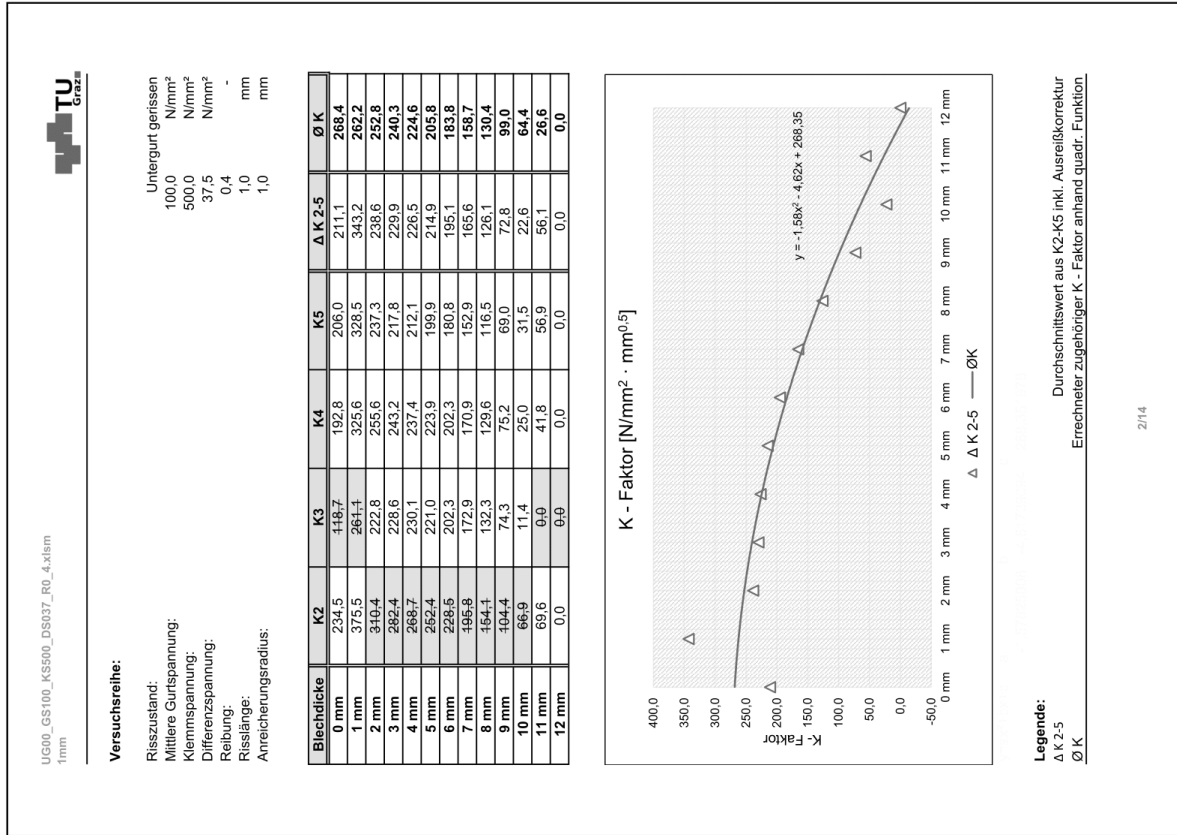 UG00_GS100_KS500_DS037_R0_4.xlsm
1mm
TU
Graz
Versuchsreihe:
Risszustand: Untergurt gerissen
Mittlere Gurtspannung: 100,0 N/mm²
Klemmspannung: 500,0 N/mm²
Differenzspannung: 37,5 N/mm²
Reibung: 0,4 -
Risslänge: 1,0 mm
Anreicherungsradius: 1,0 mm
Blechdicke K2 K3 K4 K5 Δ K 2-5 Ø K
0 mm 234,5 118,7 192,8 206,0 211,1 268,4
1 mm 375,5 261,1 325,6 328,5 343,2 262,2
2 mm 310,4 222,8 255,6 237,3 238,6 252,8
3 mm 282,4 228,6 243,2 217,8 229,9 240,3
4 mm 268,7 230,1 237,4 212,1 226,5 224,6
5 mm 252,4 221,0 223,9 199,9 214,9 205,8
6 mm 228,5 202,3 202,3 180,8 195,1 183,8
7 mm 195,8 172,9 170,9 152,9 165,6 158,7
8 mm 154,1 132,3 129,6 116,5 126,1 130,4
9 mm 104,4 74,3 75,2 69,0 72,8 99,0
10 mm 66,9 11,4 25,0 31,5 22,6 64,4
11 mm 69,6 0,0 41,8 56,9 56,1 26,6
12 mm 0,0 0,0 0,0 0,0 0,0 0,0
K - Faktor [N/mm² · mm^0,5]
K- Faktor
400,0
350,0
300,0
250,0
200,0
150,0
100,0
50,0
0,0
-50,0
y = -1,58x² - 4,62x + 268,35
0 mm 1 mm 2 mm 3 mm 4 mm 5 mm 6 mm 7 mm 8 mm 9 mm 10 mm 11 mm 12 mm
Δ K 2-5 ØK
Legende:
Δ K 2-5 Durchschnittswert aus K2-K5 inkl. Ausreißkorrektur
Ø K Errechneter zugehöriger K - Faktor anhand quadr. Funktion
2/14